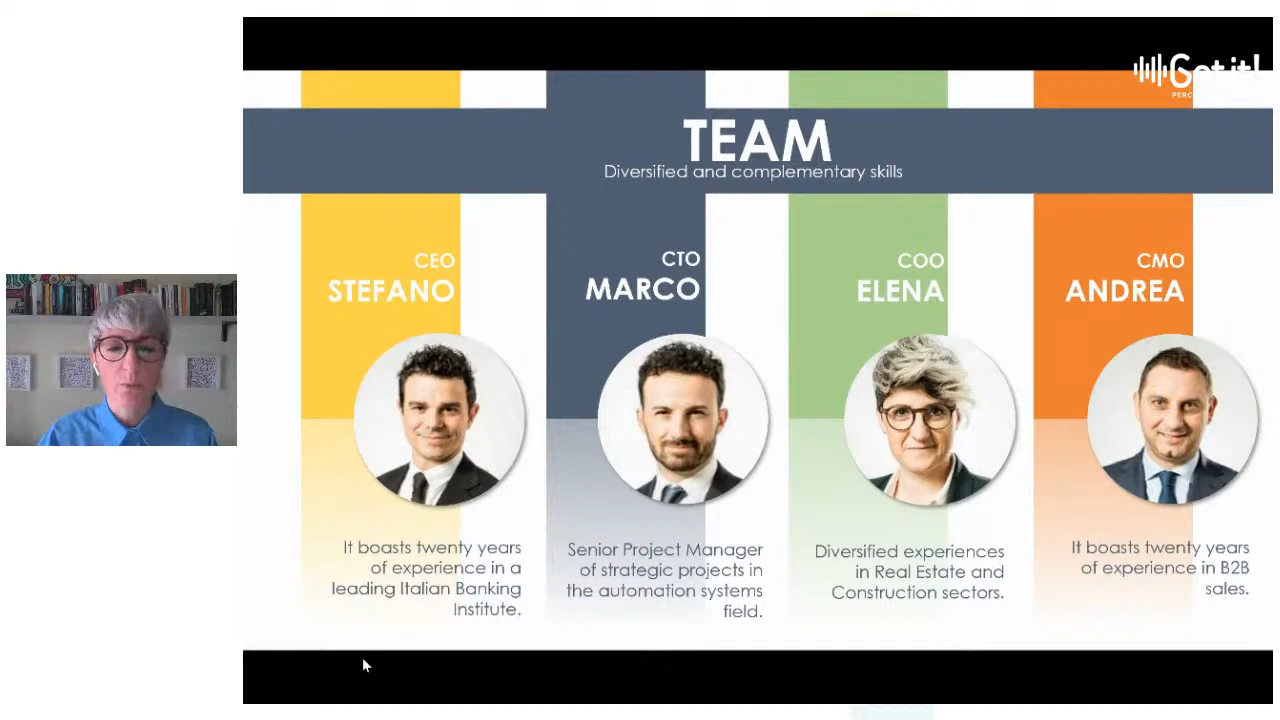 Get it!
TEAM
Diversified and complementary skills
CEO
STEFANO
It boasts twenty years
of experience in a
leading Italian Banking
Institute.
CTO
MARCO
Senior Project Manager
of strategic projects in
the automation systems
field.
COO
ELENA
Diversified experiences
in Real Estate and
Construction sectors.
CMO
ANDREA
It boasts twenty years
of experience in B2B
sales.